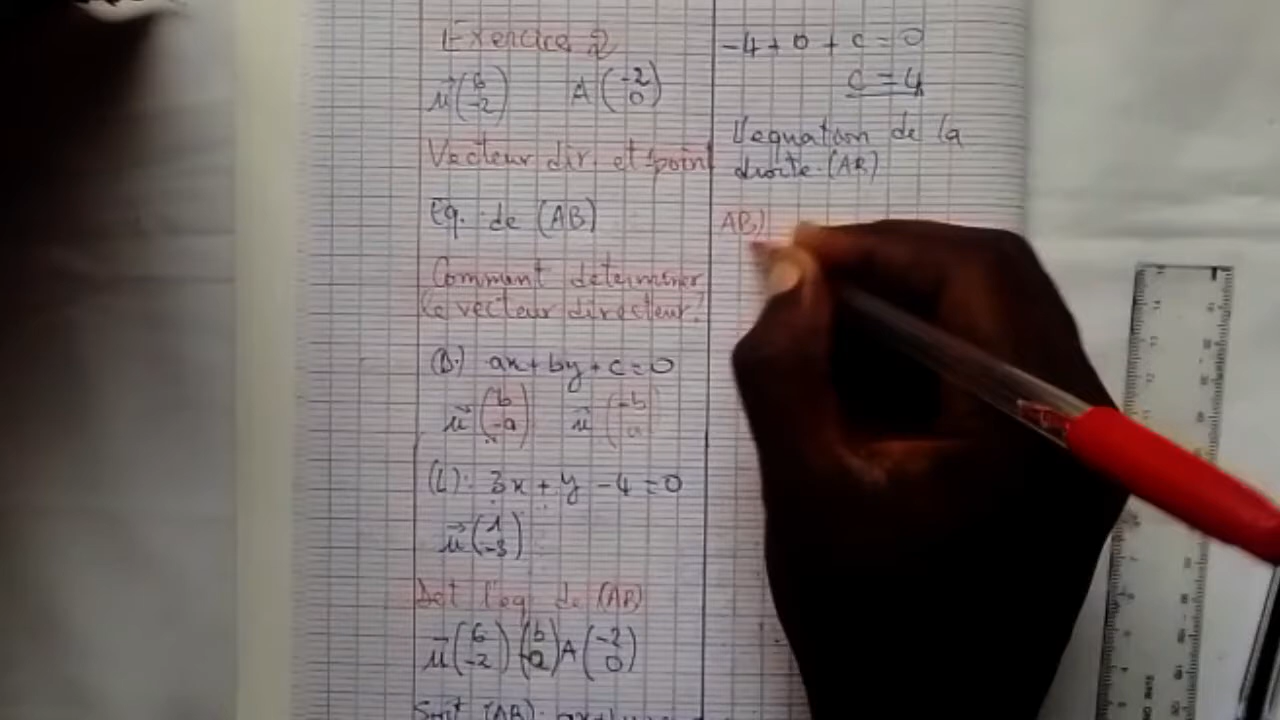 Exercice 2
u⃗(6 -2) A(-2 0)
Vecteur dir et point
Eq. de (AB)
Comment déterminer
le vecteur directeur?
(D:) ax+by+c=0
u⃗(b -a) u⃗(-b a)
(L): 3x+y-4=0
u⃗(1 -3)
Det l'eq de (AB)
u⃗(6 -2) (b a) A(-2 0)
Soit (AB):
-4+0+c=0
c=4
l'equation de la
droite (AB)
AB)